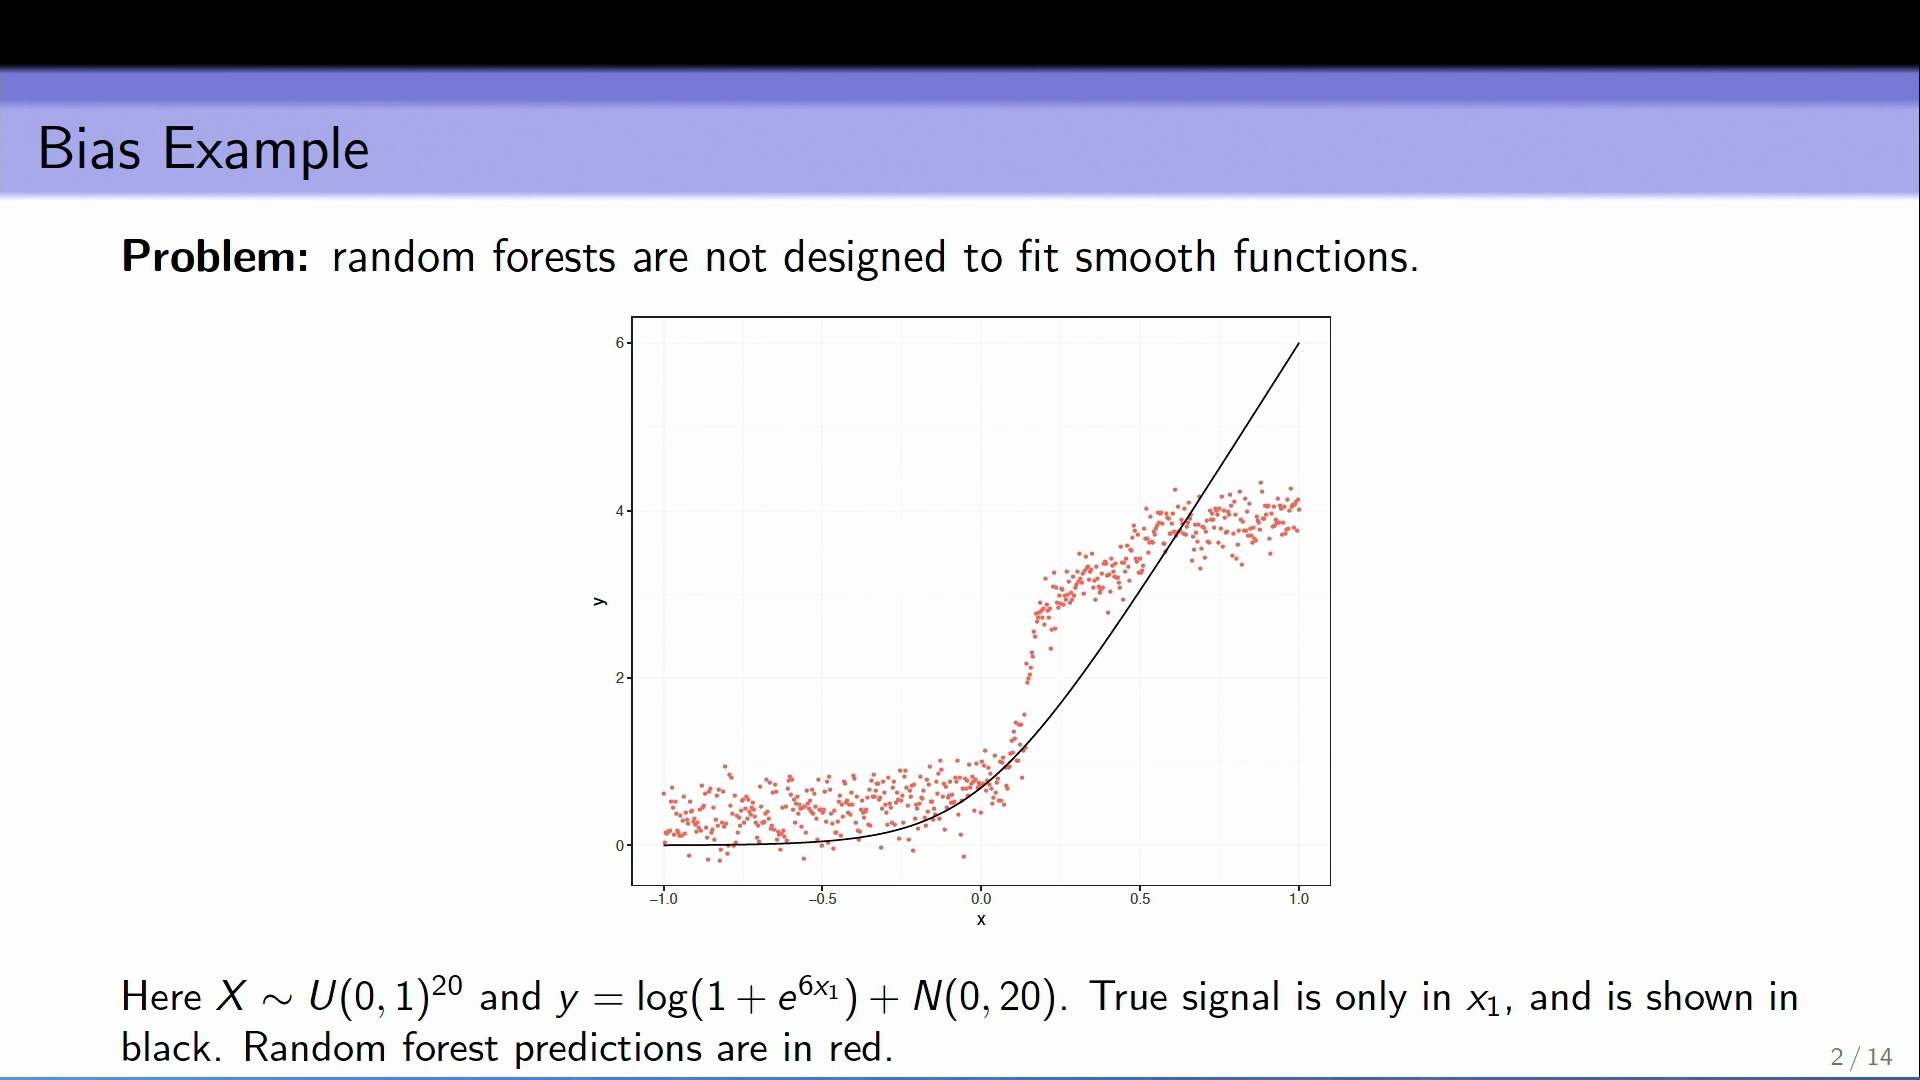 Bias Example
Problem: random forests are not designed to fit smooth functions.
6
4
2
0
y
−1.0 −0.5 0.0 0.5 1.0
x
Here X ∼ U(0, 1)²⁰ and y = log(1 + e^{6x₁}) + N(0, 20). True signal is only in x₁, and is shown in
black. Random forest predictions are in red.
2 / 14